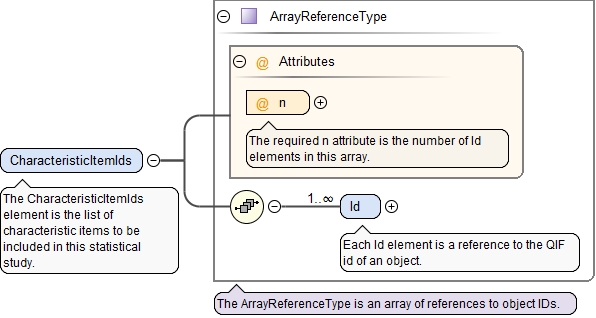 ArrayReferenceType
@ Attributes
@ n
The required n attribute is the number of Id
elements in this array.
CharacteristicItemIds
The CharacteristicItemIds
element is the list of
characteristic items to be
included in this statistical
study.
1..∞
Id
Each Id element is a reference to the QIF
id of an object.
The ArrayReferenceType is an array of references to object IDs.